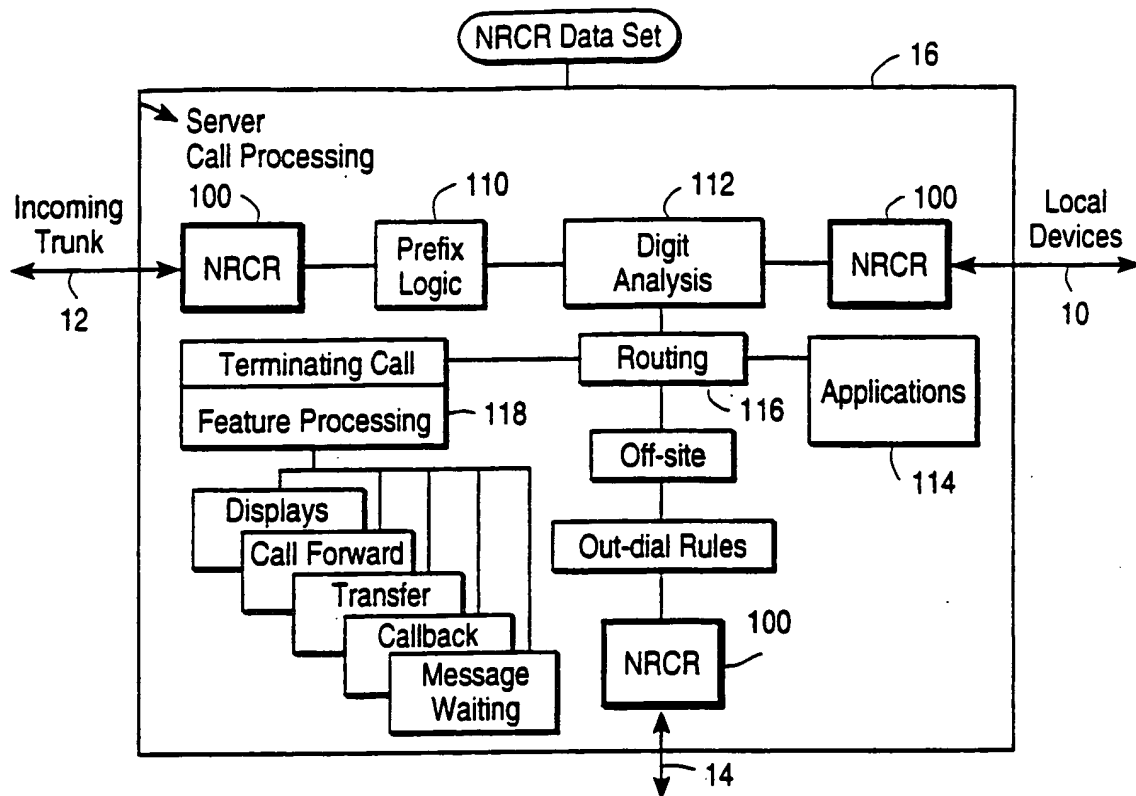 NRCR Data Set
16
Server
Call Processing
100
110
112
100
Incoming
Trunk
Local
Devices
NRCR
Prefix
Logic
Digit
Analysis
NRCR
12
10
Terminating Call
Routing
Applications
Feature Processing
118
116
114
Off-site
Displays
Call Forward
Transfer
Callback
Message
Waiting
Out-dial Rules
100
NRCR
14